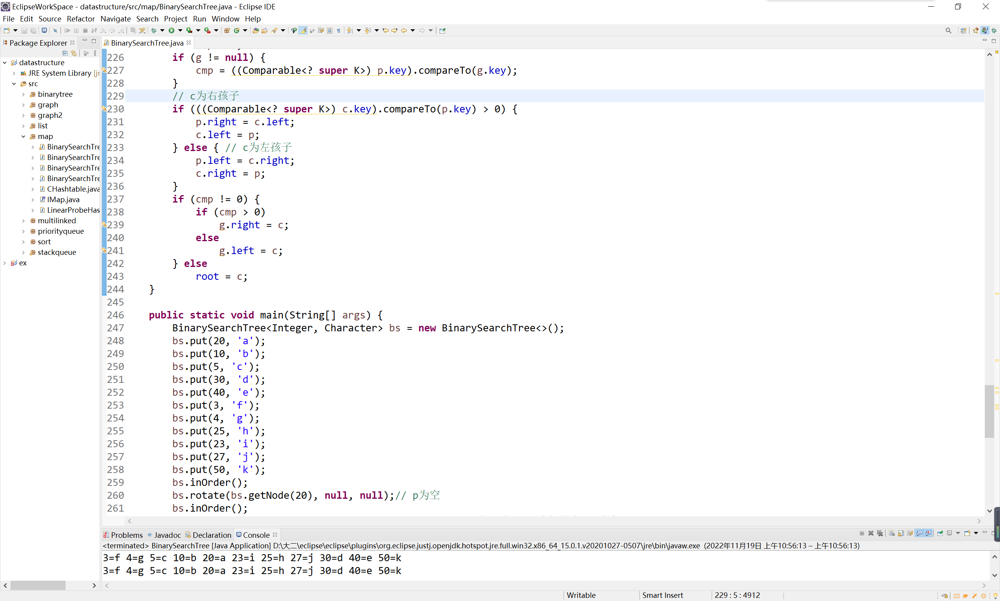 EclipseWorkSpace - datastructure/src/map/BinarySearchTree.java - Eclipse IDE
File Edit Source Refactor Navigate Search Project Run Window Help
Package Explorer
datastructure
JRE System Library [jr
src
binarytree
graph
graph2
list
map
BinarySearchTre
BinarySearchTre
BinarySearchTre
BinarySearchTre
CHashtable.java
IMap.java
LinearProbeHas
multilinked
priorityqueue
sort
stackqueue
ex
BinarySearchTree.java
226 if (g != null) {
227 cmp = ((Comparable<? super K>) p.key).compareTo(g.key);
228 }
229 // c为右孩子
230 if (((Comparable<? super K>) c.key).compareTo(p.key) > 0) {
231 p.right = c.left;
232 c.left = p;
233 } else { // c为左孩子
234 p.left = c.right;
235 c.right = p;
236 }
237 if (cmp != 0) {
238 if (cmp > 0)
239 g.right = c;
240 else
241 g.left = c;
242 } else
243 root = c;
244 }
245
246 public static void main(String[] args) {
247 BinarySearchTree<Integer, Character> bs = new BinarySearchTree<>();
248 bs.put(20, 'a');
249 bs.put(10, 'b');
250 bs.put(5, 'c');
251 bs.put(30, 'd');
252 bs.put(40, 'e');
253 bs.put(3, 'f');
254 bs.put(4, 'g');
255 bs.put(25, 'h');
256 bs.put(23, 'i');
257 bs.put(27, 'j');
258 bs.put(50, 'k');
259 bs.inOrder();
260 bs.rotate(bs.getNode(20), null, null);// p为空
261 bs.inOrder();
Problems Javadoc Declaration Console
<terminated> BinarySearchTree [Java Application] D:\大二\eclipse\eclipse\plugins\org.eclipse.justj.openjdk.hotspot.jre.full.win32.x86_64_15.0.1.v20201027-0507\jre\bin\javaw.exe (2022年11月19日 上午10:56:13 – 上午10:56:13)
3=f 4=g 5=c 10=b 20=a 23=i 25=h 27=j 30=d 40=e 50=k
3=f 4=g 5=c 10=b 20=a 23=i 25=h 27=j 30=d 40=e 50=k
Writable Smart Insert 229 : 5 : 4912